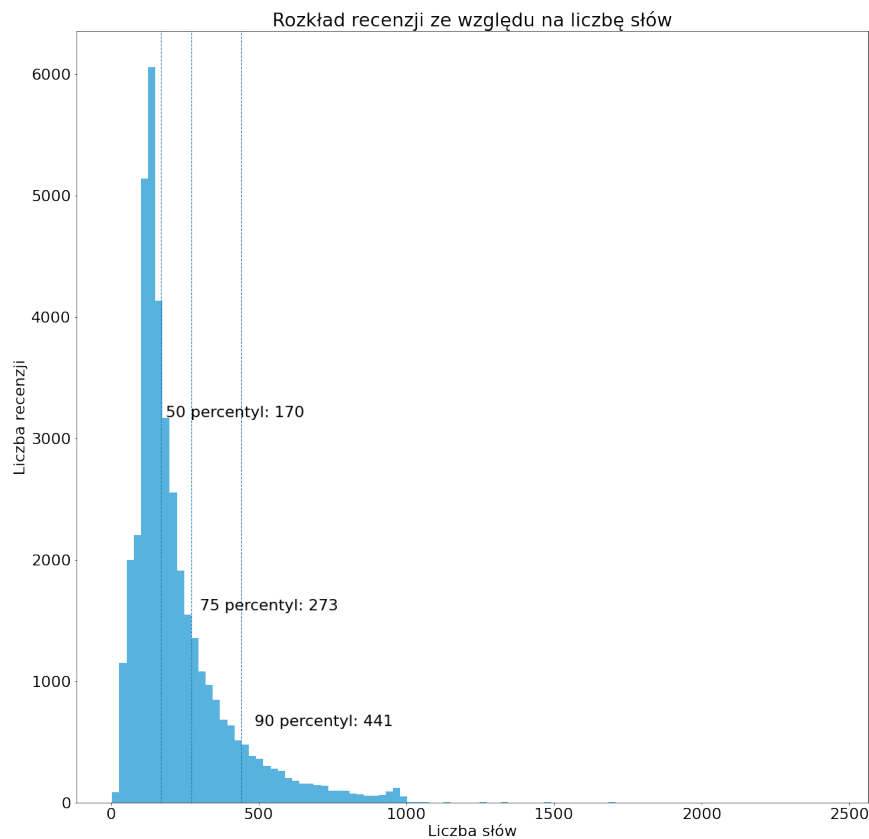 Rozkład recenzji ze względu na liczbę słów
6000
5000
4000
3000
2000
1000
0
Liczba recenzji
50 percentyl: 170
75 percentyl: 273
90 percentyl: 441
0
500
1000
1500
2000
2500
Liczba słów